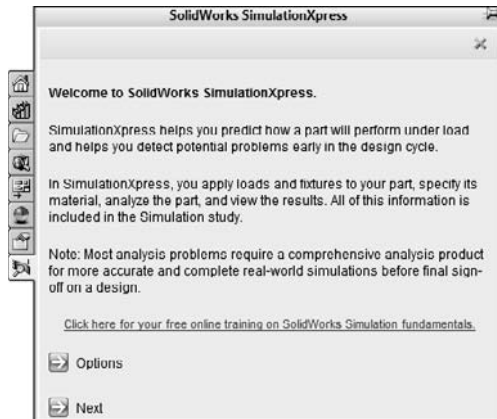 SolidWorks SimulationXpress
Welcome to SolidWorks SimulationXpress.
SimulationXpress helps you predict how a part will perform under load
and helps you detect potential problems early in the design cycle.
In SimulationXpress, you apply loads and fixtures to your part, specify its
material, analyze the part, and view the results. All of this information is
included in the Simulation study.
Note: Most analysis problems require a comprehensive analysis product
for more accurate and complete real-world simulations before final sign-
off on a design.
Click here for your free online training on SolidWorks Simulation fundamentals.
Options
Next